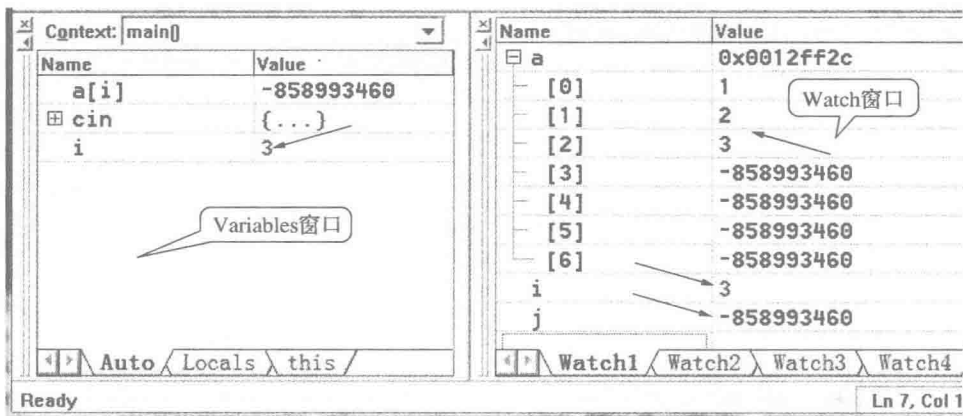 Context: main()
Name Value
a[i] -858993460
cin {...}
i 3
Variables窗口
Auto Locals this
Name Value
a 0x0012ff2c
[0] 1
[1] 2
[2] 3
[3] -858993460
[4] -858993460
[5] -858993460
[6] -858993460
i 3
j -858993460
Watch窗口
Watch1 Watch2 Watch3 Watch4
Ready Ln 7, Col 1